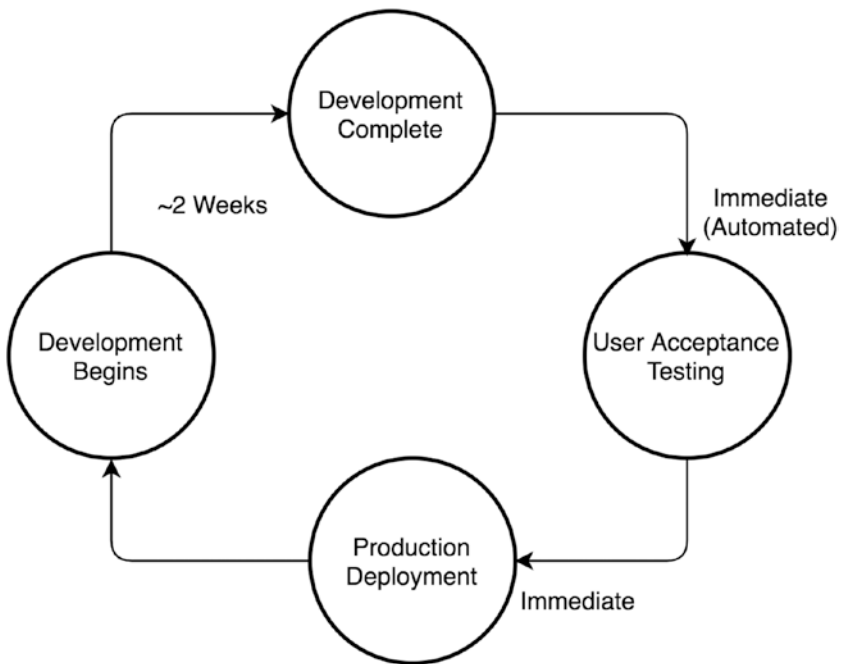 Development
Complete
~2 Weeks
Immediate
(Automated)
Development
Begins
User Acceptance
Testing
Production
Deployment
Immediate